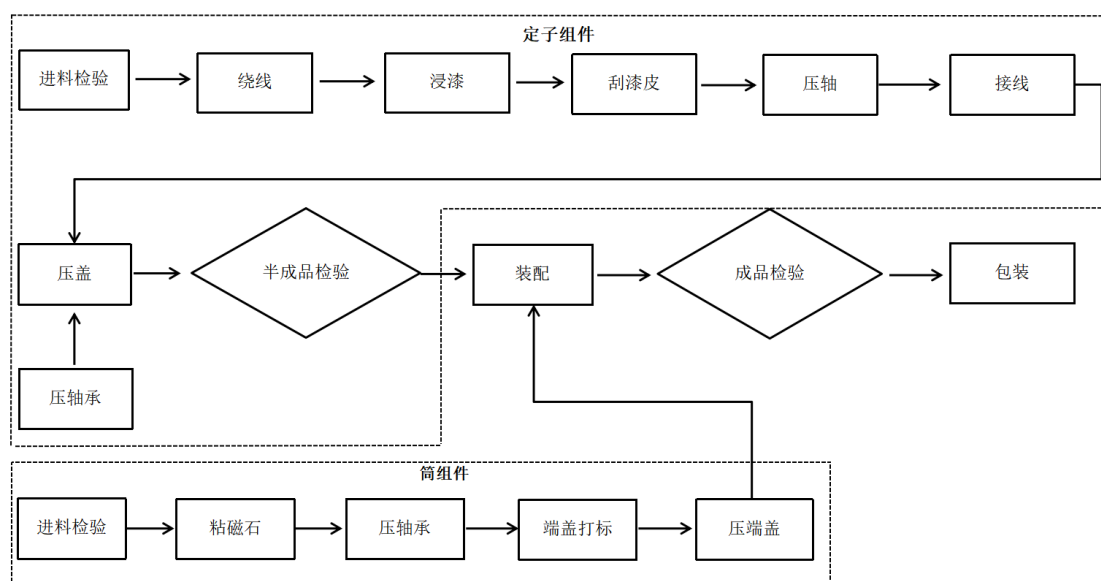 定子组件
进料检验
绕线
浸漆
刮漆皮
压轴
接线
压盖
半成品检验
装配
成品检验
包装
压轴承
筒组件
进料检验
粘磁石
压轴承
端盖打标
压端盖